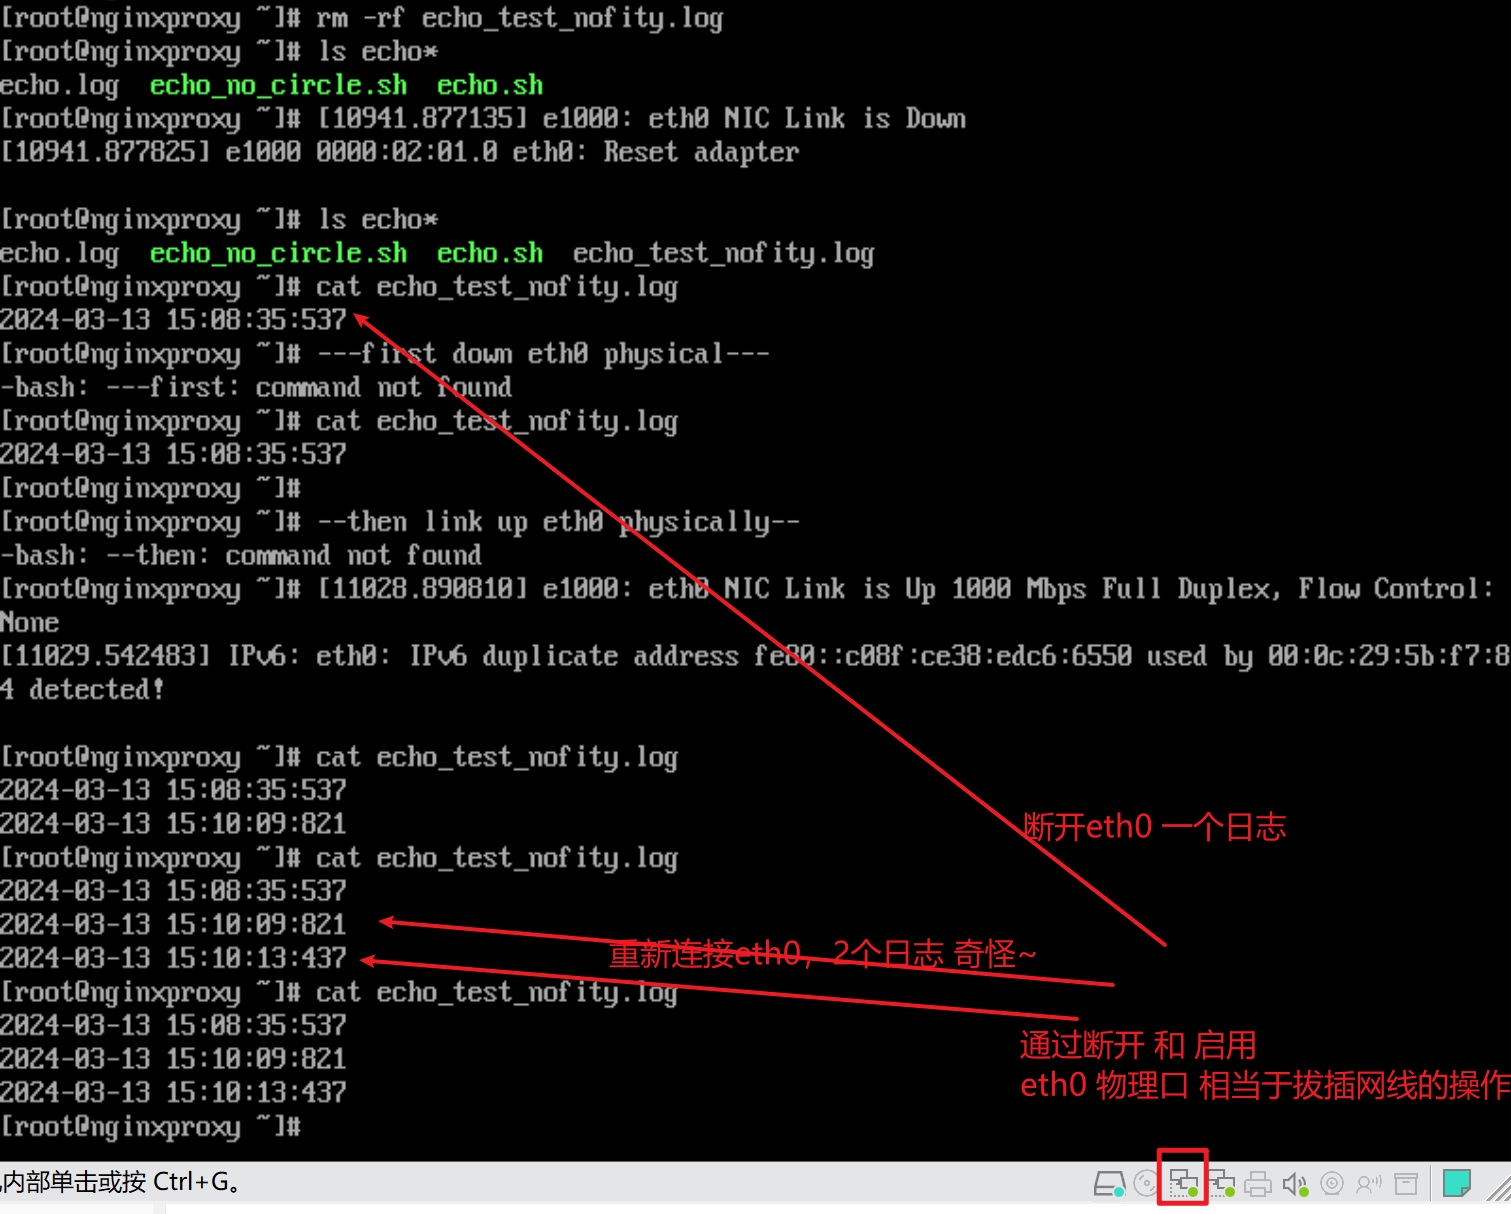 [root@nginxproxy ~]# rm -rf echo_test_nofity.log
[root@nginxproxy ~]# ls echo*
echo.log  echo_no_circle.sh  echo.sh
[root@nginxproxy ~]# [10941.877135] e1000: eth0 NIC Link is Down
[10941.877825] e1000 0000:02:01.0 eth0: Reset adapter
[root@nginxproxy ~]# ls echo*
echo.log  echo_no_circle.sh  echo.sh  echo_test_nofity.log
[root@nginxproxy ~]# cat echo_test_nofity.log
2024-03-13 15:08:35:537
[root@nginxproxy ~]# ---first down eth0 physical---
-bash: ---first: command not found
[root@nginxproxy ~]# cat echo_test_nofity.log
2024-03-13 15:08:35:537
[root@nginxproxy ~]#
[root@nginxproxy ~]# --then link up eth0 physically--
-bash: --then: command not found
[root@nginxproxy ~]# [11028.890810] e1000: eth0 NIC Link is Up 1000 Mbps Full Duplex, Flow Control:
None
[11029.542483] IPv6: eth0: IPv6 duplicate address fe80::c08f:ce38:edc6:6550 used by 00:0c:29:5b:f7:8
4 detected!
[root@nginxproxy ~]# cat echo_test_nofity.log
2024-03-13 15:08:35:537
2024-03-13 15:10:09:821
断开eth0 一个日志
[root@nginxproxy ~]# cat echo_test_nofity.log
2024-03-13 15:08:35:537
2024-03-13 15:10:09:821
2024-03-13 15:10:13:437
重新连接eth0，2个日志 奇怪~
[root@nginxproxy ~]# cat echo_test_nofity.log
2024-03-13 15:08:35:537
2024-03-13 15:10:09:821
2024-03-13 15:10:13:437
[root@nginxproxy ~]#
通过断开 和 启用
eth0 物理口 相当于拔插网线的操作
内部单击或按 Ctrl+G。